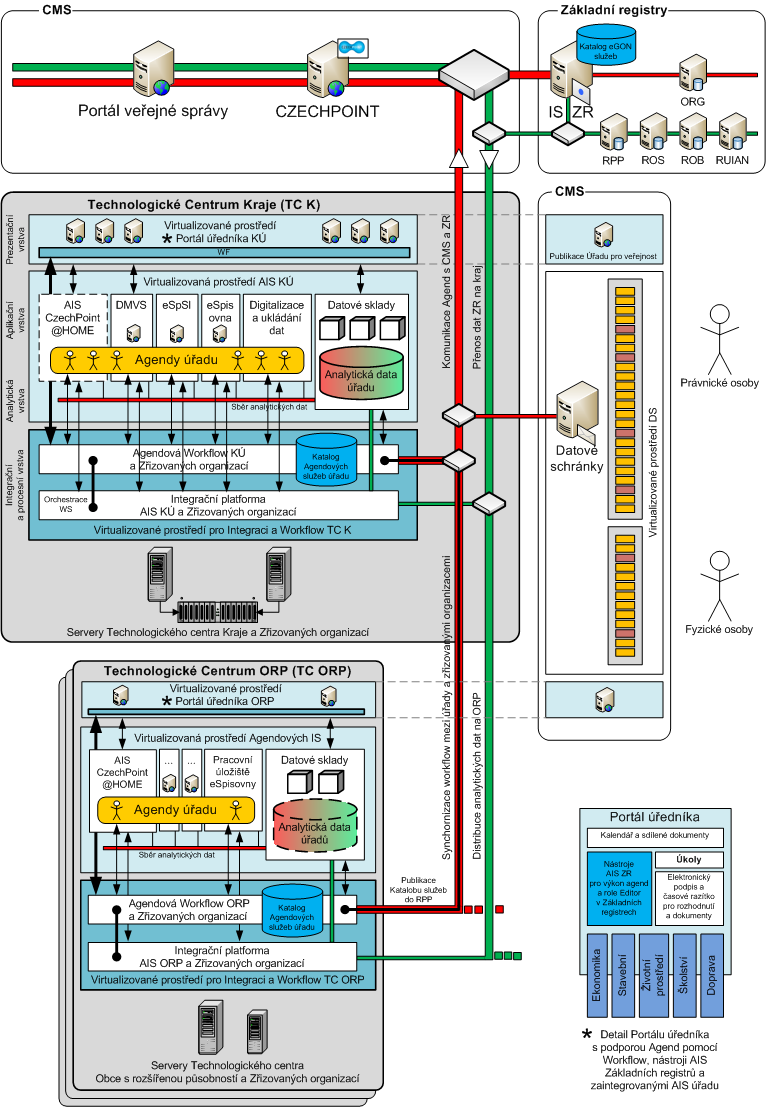 CMS
Portál veřejné správy
CZECHPOINT
Základní registry
Katalog eGON
služeb
IS ZR
ORG
RPP
ROS
ROB
RUIAN
Technologické Centrum Kraje (TC K)
Prezentační
vrstva
Virtualizované prostředí
* Portál úředníka KÚ
WF
Aplikační
vrstva
Virtualizovaná prostředí AIS KÚ
AIS
CzechPoint
@HOME
DMVS
eSpSl
eSpis
ovna
Digitalizace
a ukládání
dat
Datové sklady
Agendy úřadu
Analytická data
úřadu
Analytická
vrstva
Sběr analytických dat
Integrační
a procesní vrstva
Agendová Workflow KÚ
a Zřizovaných organizací
Katalog
Agendových
služeb úřadu
Orchestrace
WS
Integrační platforma
AIS KÚ a Zřizovaných organizací
Virtualizované prostředí pro Integraci a Workflow TC K
Servery Technologického centra Kraje a Zřizovaných organizací
Komunikace Agend s CMS a ZR
Přenos dat ZR na kraj
Synchornizace workflow mezi úřady a zřizovanými organizacemi
Distribuce analytických dat na ORP
CMS
Publikace Úřadu pro veřejnost
Datové
schránky
Virtualizované prostředí DS
Právnické osoby
Fyzické osoby
Technologické Centrum ORP (TC ORP)
Virtualizované prostředí
* Portál úředníka ORP
Virtualizovaná prostředí Agendových IS
AIS
CzechPoint
@HOME
...
...
Pracovní
úložiště
eSpisovny
Datové sklady
Agendy úřadu
Analytická data
úřadů
Sběr analytických dat
Agendová Workflow ORP
a Zřizovaných organizací
Katalog
Agendových
služeb úřadu
Publikace
Katalobu služeb
do RPP
Integrační platforma
AIS ORP a Zřizovaných organizací
Virtualizované prostředí pro Integraci a Workflow TC ORP
Servery Technologického centra
Obce s rozšířenou působností a Zřizovaných organizací
Portál úředníka
Kalendář a sdílené dokumenty
Nástroje
AIS ZR
pro výkon agend
a role Editor
v Základních
registrech
Úkoly
Elektronický
podpis a
časové razítko
pro rozhodnutí
a dokumenty
Ekonomika
Stavební
Životní
prostředí
Školství
Doprava
* Detail Portálu úředníka
s podporou Agend pomocí
Workflow, nástroji AIS
Základních registrů a
zaintegrovanými AIS úřadu